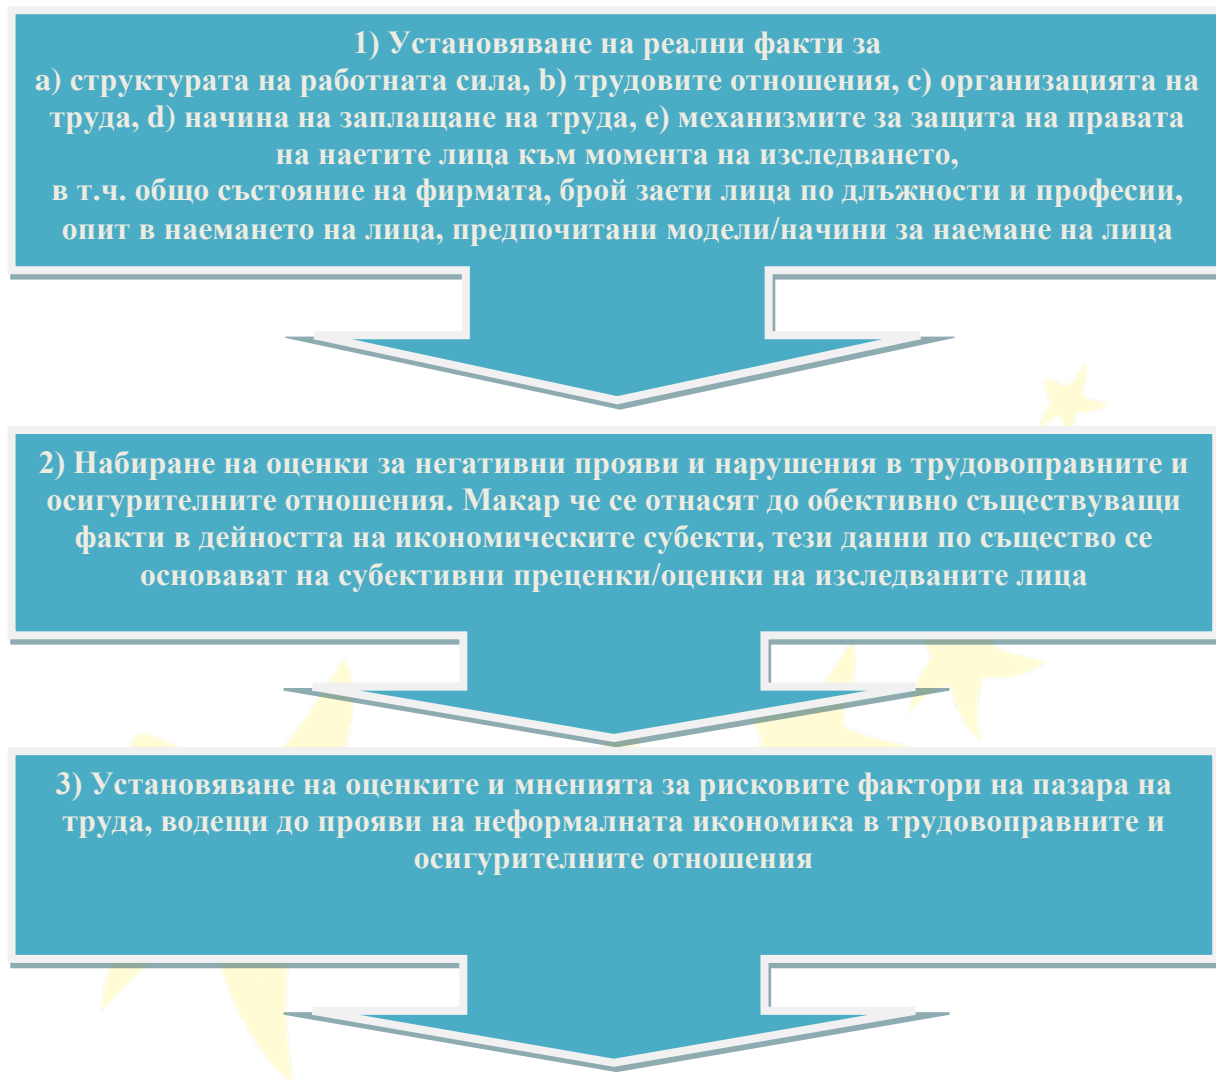 1) Установяване на реални факти за
a) структурата на работната сила, b) трудовите отношения, c) организацията на
труда, d) начина на заплащане на труда, e) механизмите за защита на правата
на наетите лица към момента на изследването,
в т.ч. общо състояние на фирмата, брой заети лица по длъжности и професии,
опит в наемането на лица, предпочитани модели/начини за наемане на лица
2) Набиране на оценки за негативни прояви и нарушения в трудовоправните и
осигурителните отношения. Макар че се отнасят до обективно съществуващи
факти в дейността на икономическите субекти, тези данни по същество се
основават на субективни преценки/оценки на изследваните лица
3) Установяване на оценките и мненията за рисковите фактори на пазара на
труда, водещи до прояви на неформалната икономика в трудовоправните и
осигурителните отношения